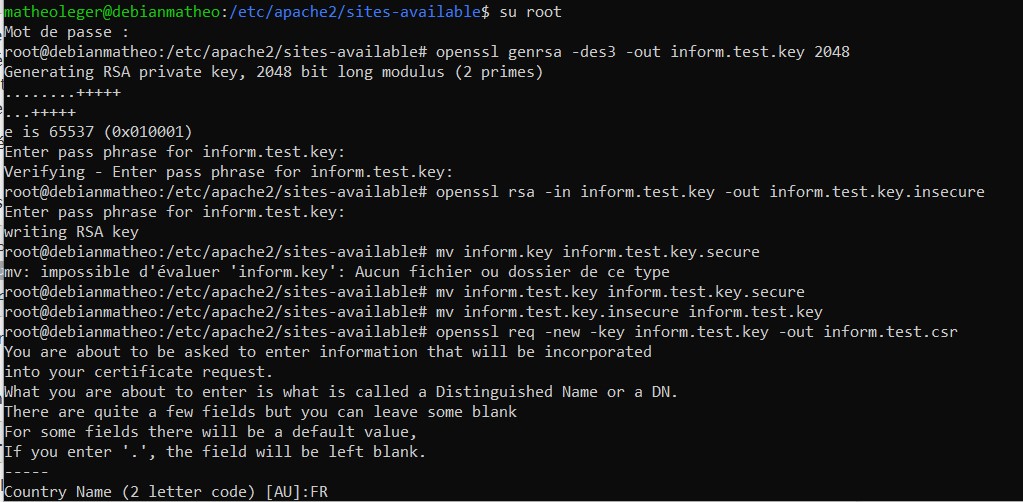 matheoleger@debianmatheo:/etc/apache2/sites-available$ su root
Mot de passe :
root@debianmatheo:/etc/apache2/sites-available# openssl genrsa -des3 -out inform.test.key 2048
Generating RSA private key, 2048 bit long modulus (2 primes)
........+++++
...+++++
e is 65537 (0x010001)
Enter pass phrase for inform.test.key:
Verifying - Enter pass phrase for inform.test.key:
root@debianmatheo:/etc/apache2/sites-available# openssl rsa -in inform.test.key -out inform.test.key.insecure
Enter pass phrase for inform.test.key:
writing RSA key
root@debianmatheo:/etc/apache2/sites-available# mv inform.key inform.test.key.secure
mv: impossible d'évaluer 'inform.key': Aucun fichier ou dossier de ce type
root@debianmatheo:/etc/apache2/sites-available# mv inform.test.key inform.test.key.secure
root@debianmatheo:/etc/apache2/sites-available# mv inform.test.key.insecure inform.test.key
root@debianmatheo:/etc/apache2/sites-available# openssl req -new -key inform.test.key -out inform.test.csr
You are about to be asked to enter information that will be incorporated
into your certificate request.
What you are about to enter is what is called a Distinguished Name or a DN.
There are quite a few fields but you can leave some blank
For some fields there will be a default value,
If you enter '.', the field will be left blank.
-----
Country Name (2 letter code) [AU]:FR